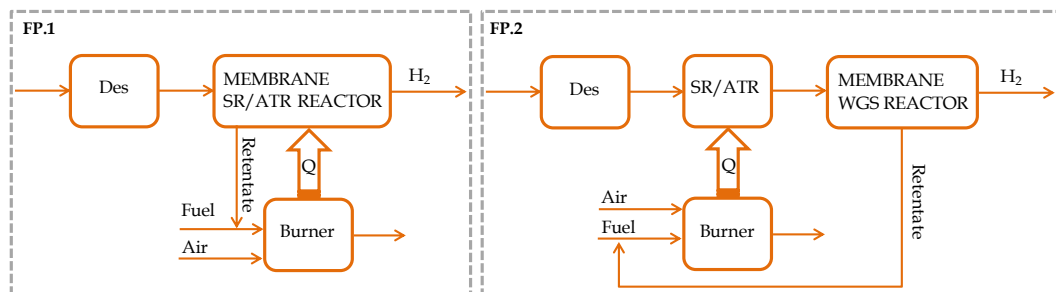 FP.1
Des
MEMBRANE
SR/ATR REACTOR
H2
Retentate
Q
Fuel
Air
Burner
FP.2
Des
SR/ATR
MEMBRANE
WGS REACTOR
H2
Q
Retentate
Air
Fuel
Burner